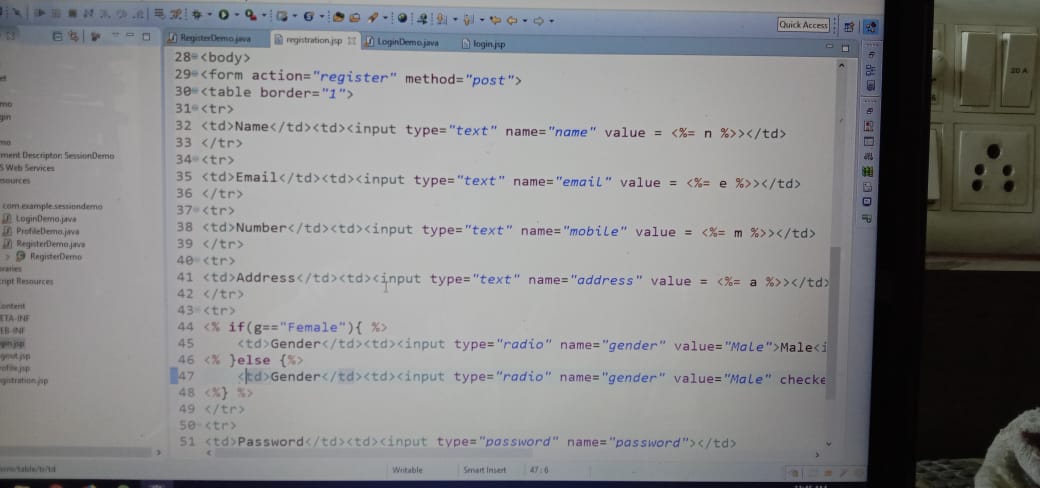 Quick Access
RegisterDemo.java
registration.jsp
LoginDemo.java
login.jsp
ment Descriptor: SessionDemo
Web Services
sources
com.example.sessiondemo
LoginDemo.java
ProfileDemo.java
RegisterDemo.java
RegisterDemo
raries
ript Resources
ontent
ETA-INF
EB-INF
gin.jsp
gout.jsp
ofile.jsp
gistration.jsp
28 <body>
29 <form action="register" method="post">
30 <table border="1">
31 <tr>
32 <td>Name</td><td><input type="text" name="name" value = <%= n %>></td>
33 </tr>
34 <tr>
35 <td>Email</td><td><input type="text" name="email" value = <%= e %>></td>
36 </tr>
37 <tr>
38 <td>Number</td><td><input type="text" name="mobile" value = <%= m %>></td>
39 </tr>
40 <tr>
41 <td>Address</td><td><input type="text" name="address" value = <%= a %>></td>
42 </tr>
43 <tr>
44 <% if(g=="Female"){ %>
45 <td>Gender</td><td><input type="radio" name="gender" value="Male">Male<i
46 <% }else {%>
47 <td>Gender</td><td><input type="radio" name="gender" value="Male" checke
48 <%} %>
49 </tr>
50 <tr>
51 <td>Password</td><td><input type="password" name="password"></td>
Writable
Smart Insert
47 : 6
20 A